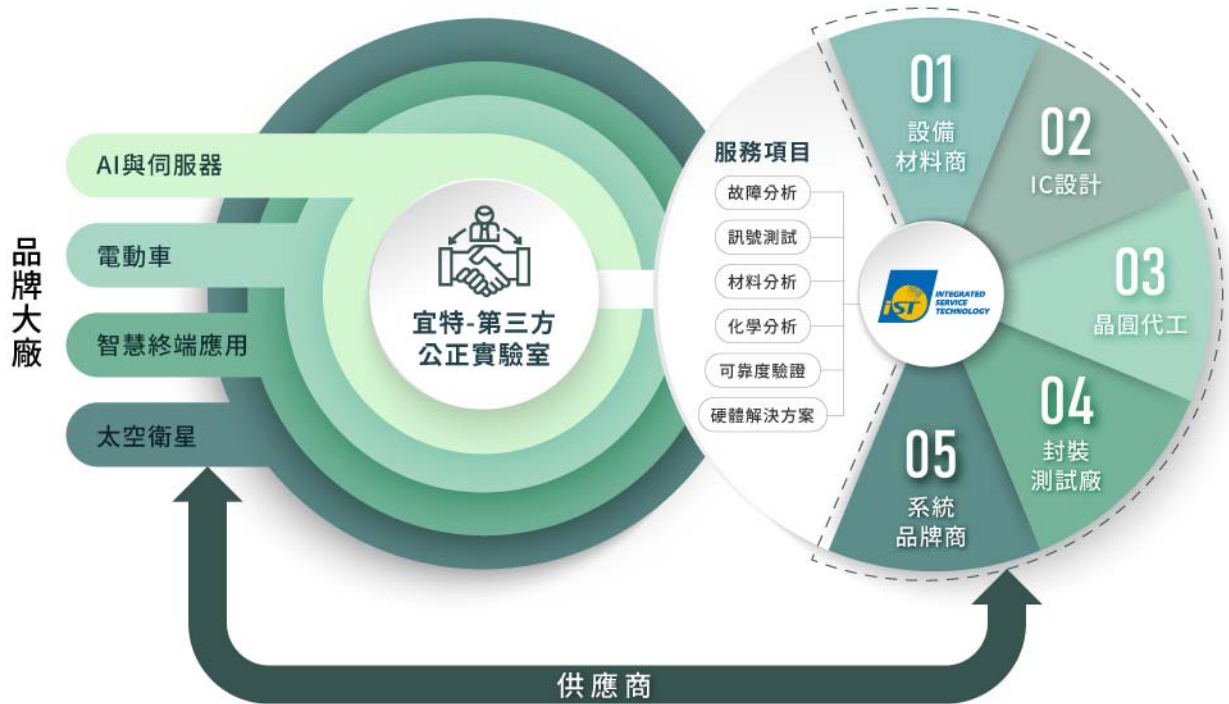 品牌大廠
AI與伺服器
電動車
智慧終端應用
太空衛星
宜特-第三方
公正實驗室
服務項目
故障分析
訊號測試
材料分析
化學分析
可靠度驗證
硬體解決方案
iST
INTEGRATED
SERVICE
TECHNOLOGY
01
設備
材料商
02
IC設計
03
晶圓代工
04
封裝
測試廠
05
系統
品牌商
供應商